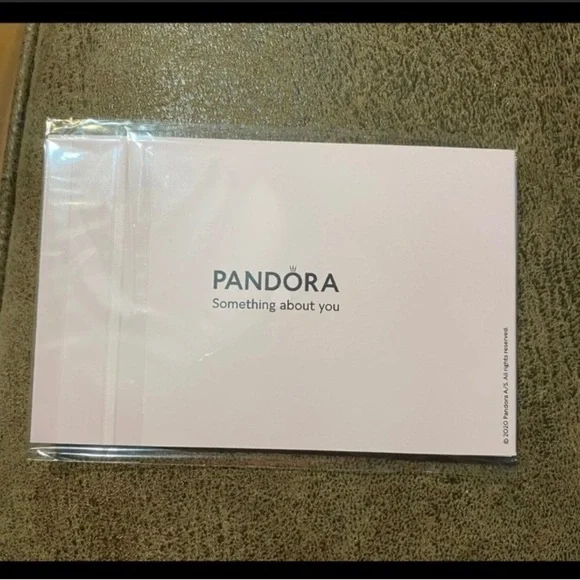 PANDORA
Something about you
© 2020 Pandora A/S. All rights reserved.